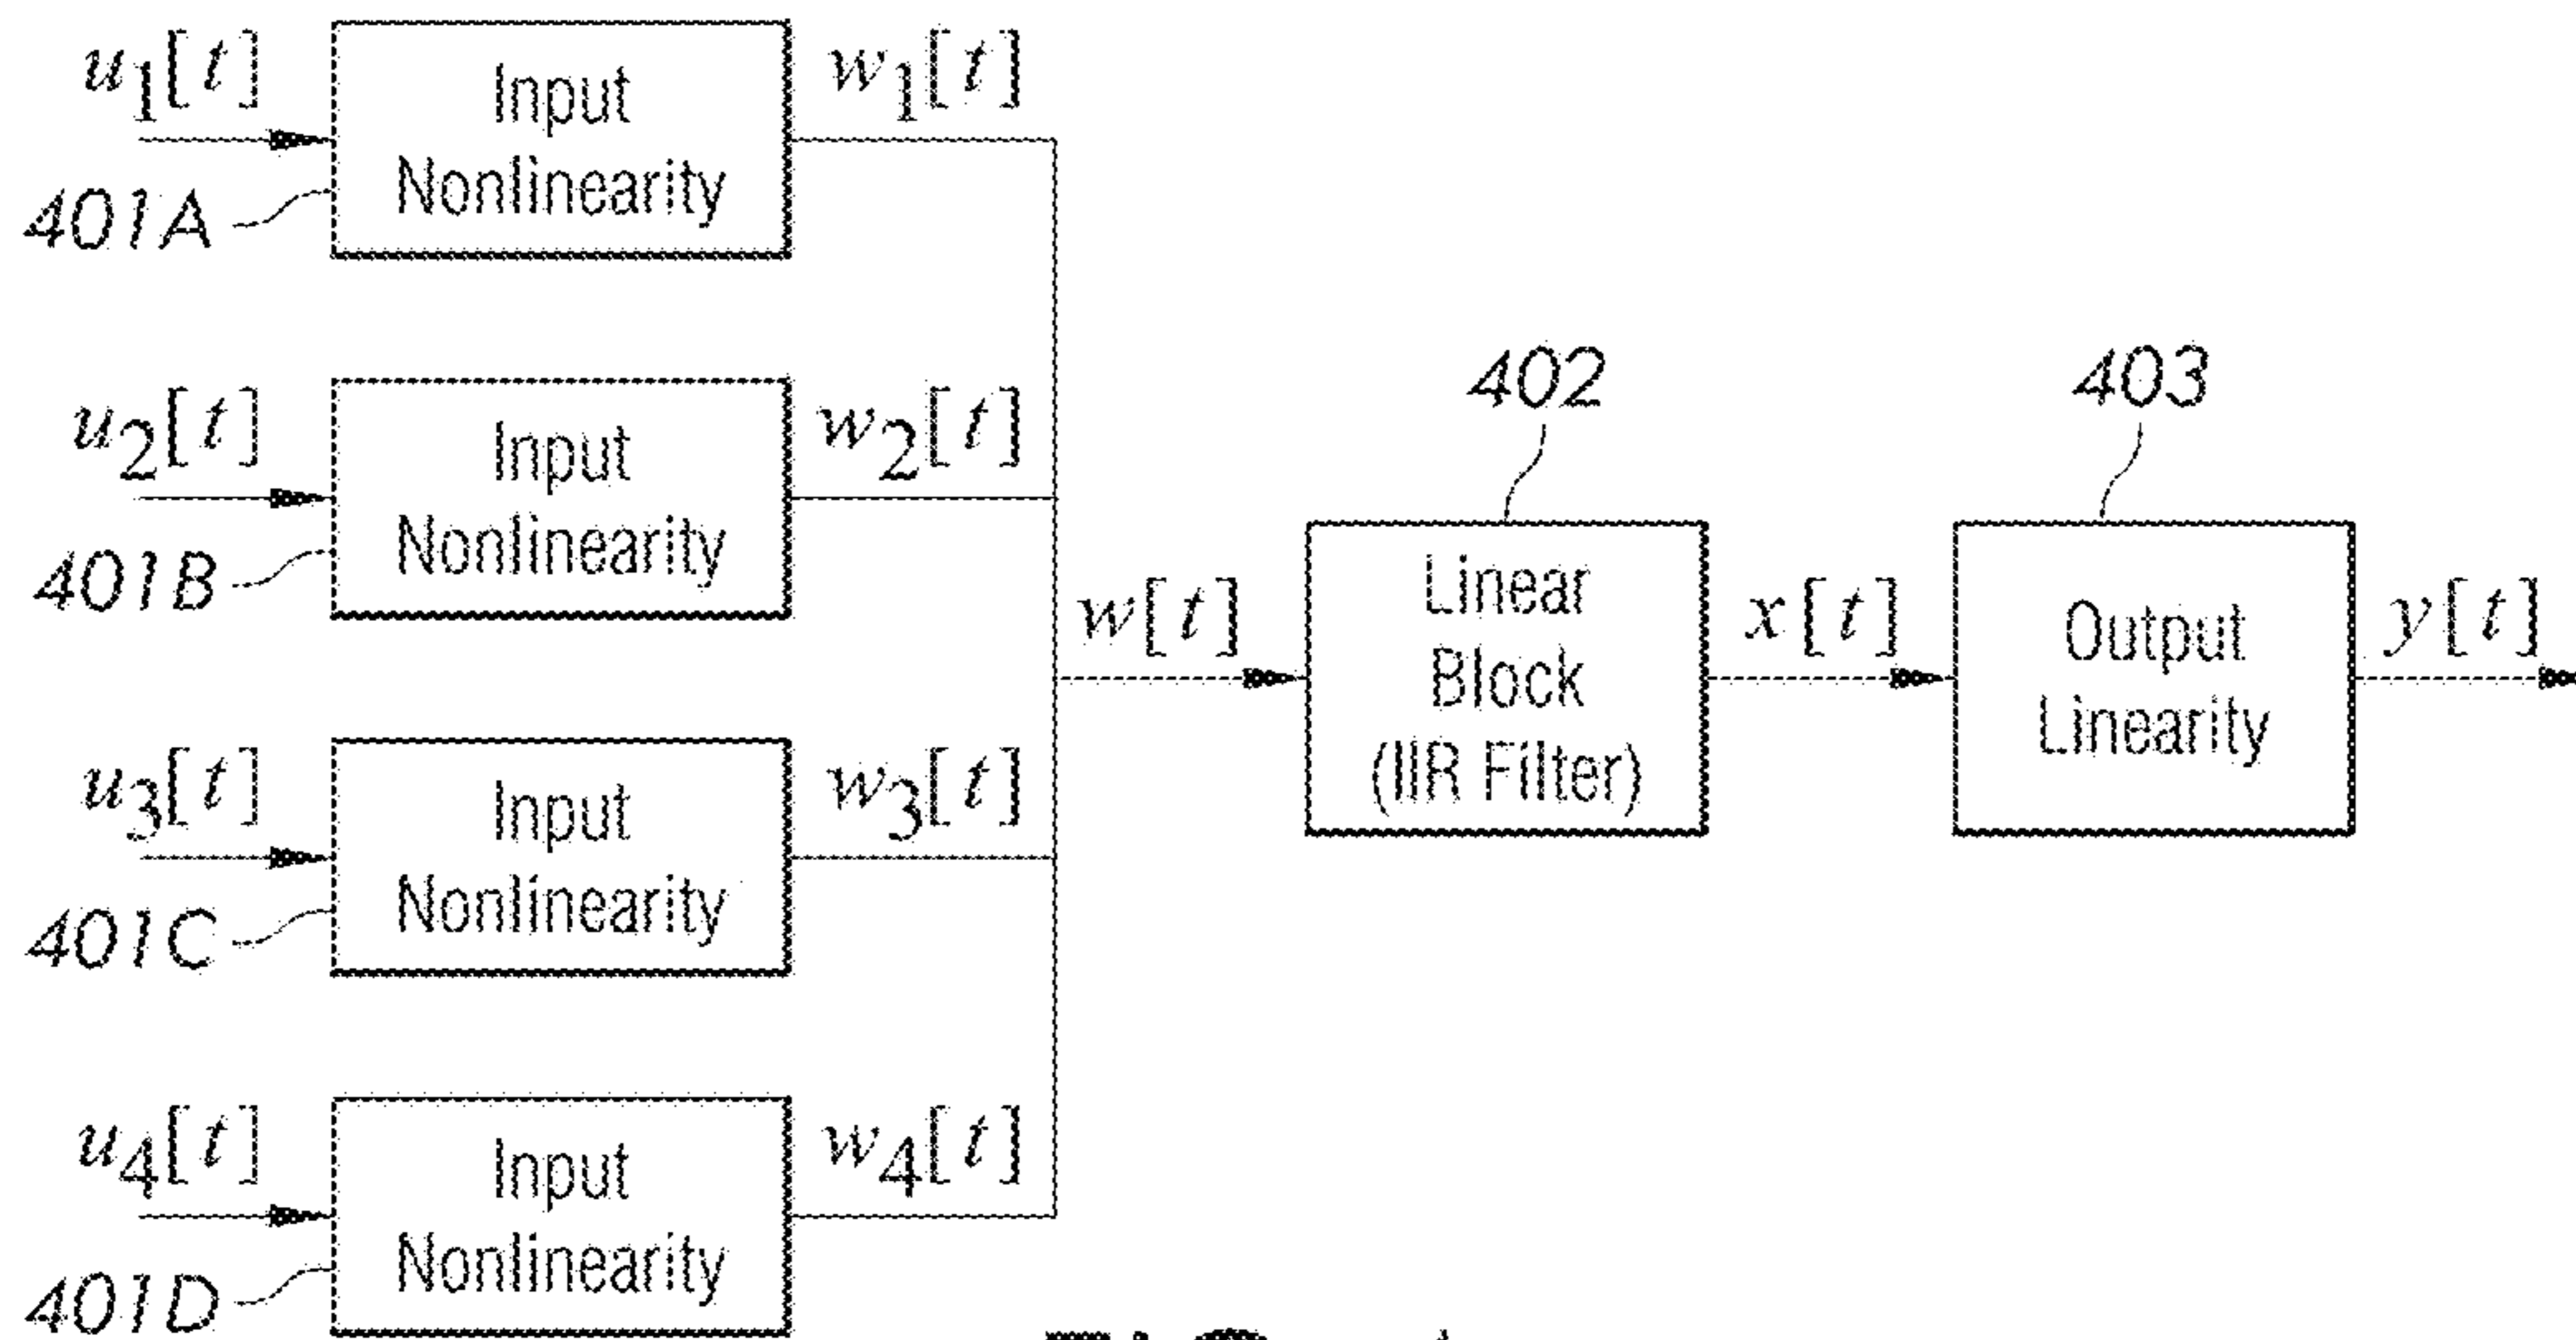 u1[t]
Input
Nonlinearity
w1[t]
401A
u2[t]
Input
Nonlinearity
w2[t]
401B
u3[t]
Input
Nonlinearity
w3[t]
401C
u4[t]
Input
Nonlinearity
w4[t]
401D
w[t]
402
Linear
Block
(IIR Filter)
x[t]
403
Output
Linearity
y[t]